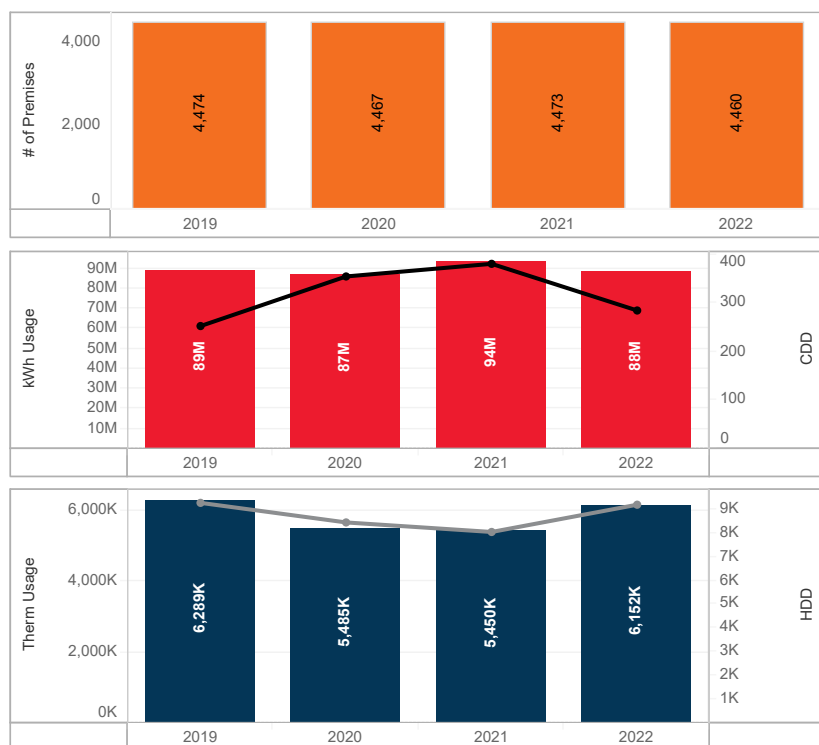 # of Premises
4,000
2,000
0
4,474
4,467
4,473
4,460
2019
2020
2021
2022
kWh Usage
90M
80M
70M
60M
50M
40M
30M
20M
10M
89M
87M
94M
88M
400
300
200
100
0
CDD
2019
2020
2021
2022
Therm Usage
6,000K
4,000K
2,000K
0K
6,289K
5,485K
5,450K
6,152K
9K
8K
7K
6K
5K
4K
3K
2K
1K
HDD
2019
2020
2021
2022